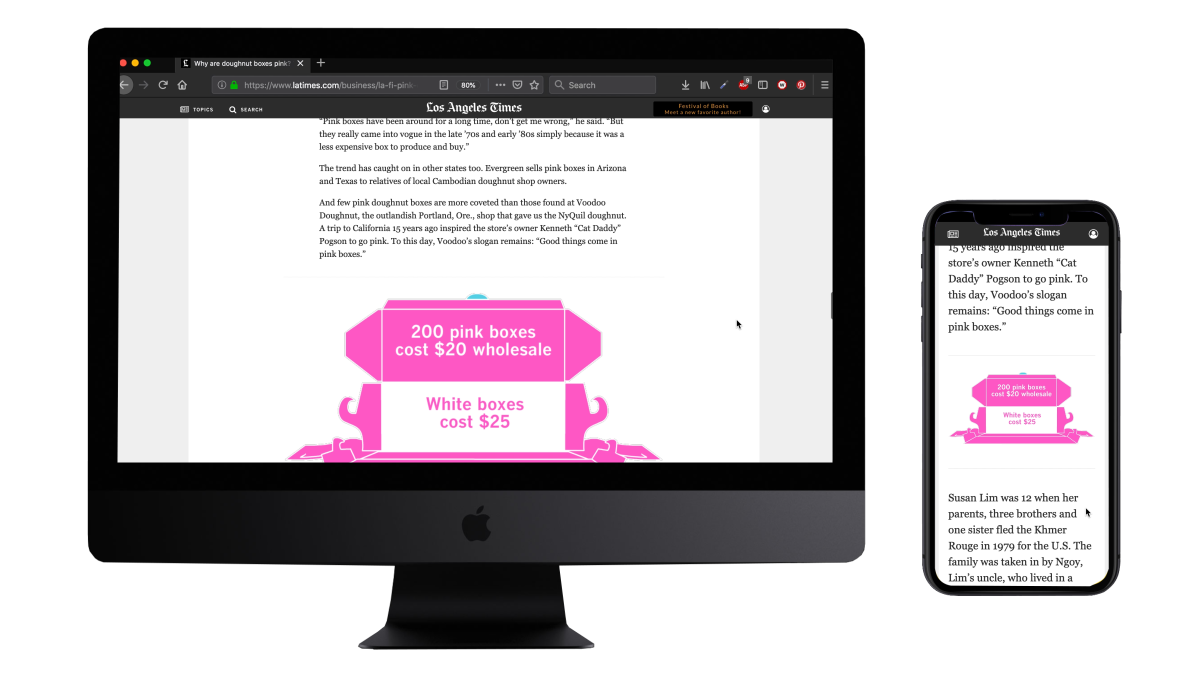 Why are doughnut boxes pink?
https://www.latimes.com/business/la-fi-pink
80%
Search
9
TOPICS
SEARCH
Los Angeles Times
Festival of Books
Meet a new favorite author!
“Pink boxes have been around for a long time, don't get me wrong,” he said. “But
they really came into vogue in the late '70s and early '80s simply because it was a
less expensive box to produce and buy.”
The trend has caught on in other states too. Evergreen sells pink boxes in Arizona
and Texas to relatives of local Cambodian doughnut shop owners.
And few pink doughnut boxes are more coveted than those found at Voodoo
Doughnut, the outlandish Portland, Ore., shop that gave us the NyQuil doughnut.
A trip to California 15 years ago inspired the store's owner Kenneth “Cat Daddy”
Pogson to go pink. To this day, Voodoo's slogan remains: “Good things come in
pink boxes.”
200 pink boxes
cost $20 wholesale
White boxes
cost $25
Los Angeles Times
15 years ago inspired the
store's owner Kenneth “Cat
Daddy” Pogson to go pink. To
this day, Voodoo's slogan
remains: “Good things come in
pink boxes.”
200 pink boxes
cost $20 wholesale
White boxes
cost $25
Susan Lim was 12 when her
parents, three brothers and
one sister fled the Khmer
Rouge in 1979 for the U.S. The
family was taken in by Ngoy,
Lim's uncle, who lived in a